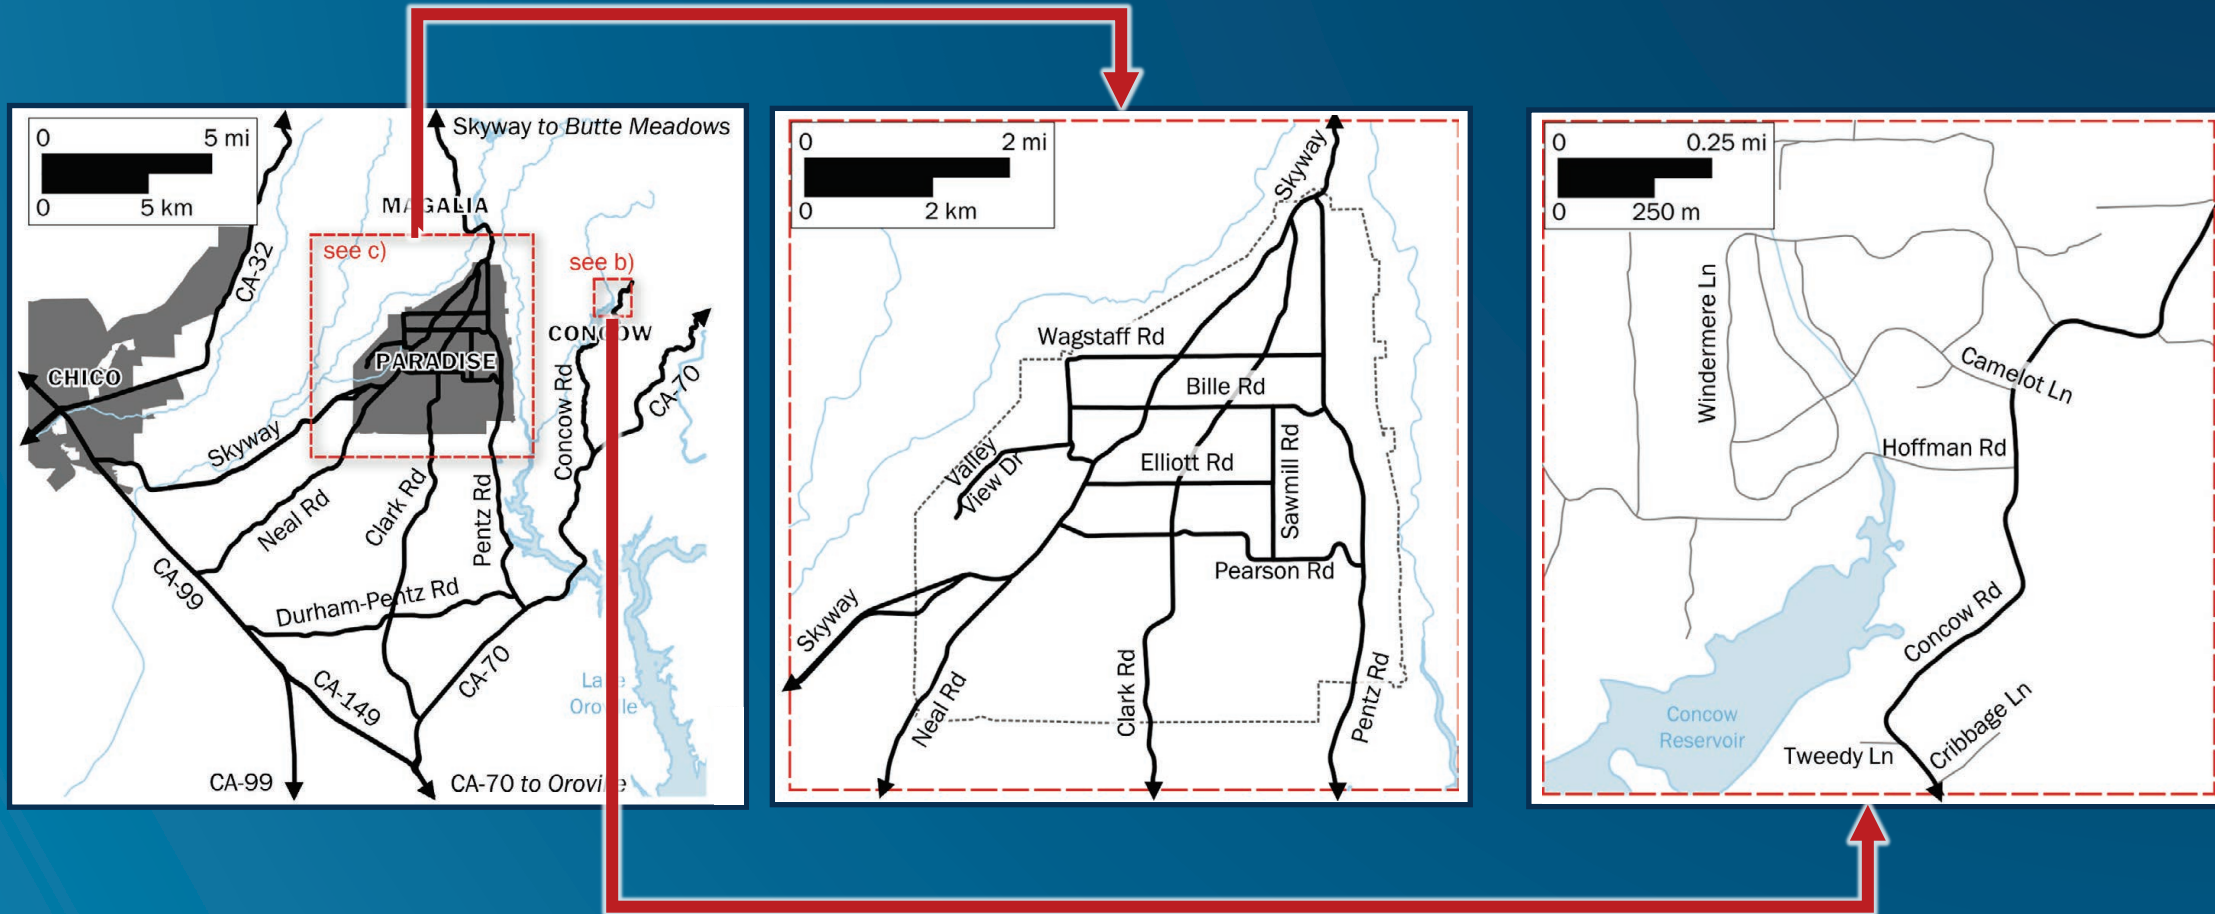 0 5 mi
0 5 km
Skyway to Butte Meadows
MAGALIA
see c)
see b)
CA-32
CONCOW
PARADISE
CHICO
Concow Rd
CA-70
Skyway
Neal Rd
Clark Rd
Pentz Rd
CA-99
Durham-Pentz Rd
CA-149
CA-70
Lake
Oroville
CA-99
CA-70 to Oroville
0 2 mi
0 2 km
Skyway
Wagstaff Rd
Bille Rd
Valley
View Dr
Elliott Rd
Sawmill Rd
Pearson Rd
Skyway
Neal Rd
Clark Rd
Pentz Rd
0 0.25 mi
0 250 m
Windermere Ln
Camelot Ln
Hoffman Rd
Concow Rd
Concow
Reservoir
Tweedy Ln
Cribbage Ln